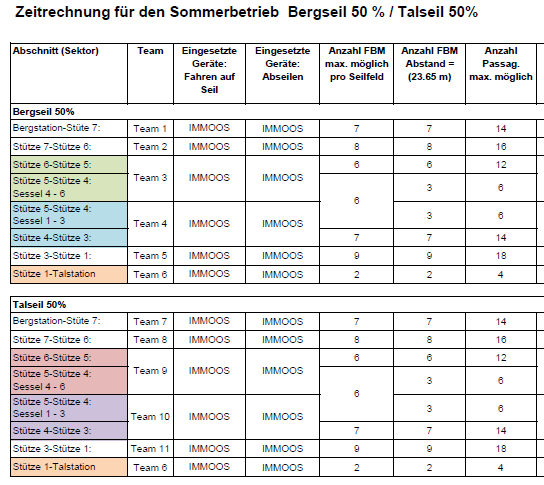 Zeitrechnung für den Sommerbetrieb Bergseil 50 % / Talseil 50%
Abschnitt (Sektor) Team Eingesetzte Geräte: Fahren auf Seil Eingesetzte Geräte: Abseilen Anzahl FBM max. möglich pro Seilfeld Anzahl FBM Abstand = (23.65 m) Anzahl Passag. max. möglich
Bergseil 50%
Bergstation-Stüte 7: Team 1 IMMOOS IMMOOS 7 7 14
Stütze 7-Stütze 6: Team 2 IMMOOS IMMOOS 8 8 16
Stütze 6-Stütze 5: Team 3 IMMOOS IMMOOS 6 6 12
Stütze 5-Stütze 4: Sessel 4 - 6 6 3 6
Stütze 5-Stütze 4: Sessel 1 - 3 Team 4 IMMOOS IMMOOS 3 6
Stütze 4-Stütze 3: 7 7 14
Stütze 3-Stütze 1: Team 5 IMMOOS IMMOOS 9 9 18
Stütze 1-Talstation Team 6 IMMOOS IMMOOS 2 2 4
Talseil 50%
Bergstation-Stüte 7: Team 7 IMMOOS IMMOOS 7 7 14
Stütze 7-Stütze 6: Team 8 IMMOOS IMMOOS 8 8 16
Stütze 6-Stütze 5: Team 9 IMMOOS IMMOOS 6 6 12
Stütze 5-Stütze 4: Sessel 4 - 6 6 3 6
Stütze 5-Stütze 4: Sessel 1 - 3 Team 10 IMMOOS IMMOOS 3 6
Stütze 4-Stütze 3: 7 7 14
Stütze 3-Stütze 1: Team 11 IMMOOS IMMOOS 9 9 18
Stütze 1-Talstation Team 6 IMMOOS IMMOOS 2 2 4